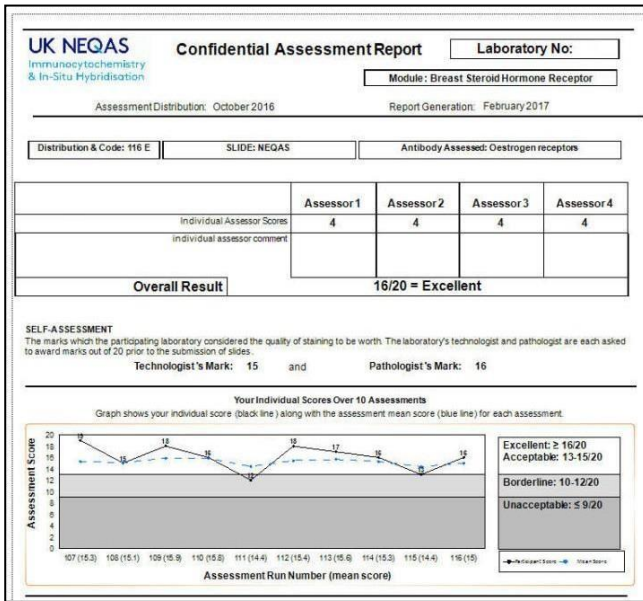 UK NEQAS
Immunocytochemistry
& In-Situ Hybridisation
Confidential Assessment Report
Laboratory No:
Module: Breast Steroid Hormone Receptor
Assessment Distribution: October 2016
Report Generation: February 2017
Distribution & Code: 116 E
SLIDE: NEQAS
Antibody Assessed: Oestrogen receptors
Assessor 1 Assessor 2 Assessor 3 Assessor 4
Individual Assessor Scores 4 4 4 4
individual assessor comment
Overall Result 16/20 = Excellent
SELF-ASSESSMENT
The marks which the participating laboratory considered the quality of staining to be worth. The laboratory's technologist and pathologist are each asked
to award marks out of 20 prior to the submission of slides.
Technologist's Mark: 15 and Pathologist's Mark: 16
Your Individual Scores Over 10 Assessments
Graph shows your individual score (black line) along with the assessment mean score (blue line) for each assessment.
Assessment Score
20
18
16
14
12
10
8
6
4
2
0
19 15 18 16 12 18 17 16 13 16
107 (15.3) 108 (15.1) 109 (15.9) 110 (15.8) 111 (14.4) 112 (15.4) 113 (15.6) 114 (15.3) 115 (14.4) 116 (15)
Assessment Run Number (mean score)
Excellent: ≥ 16/20
Acceptable: 13-15/20
Borderline: 10-12/20
Unacceptable: ≤ 9/20
Participant Score Mean Score